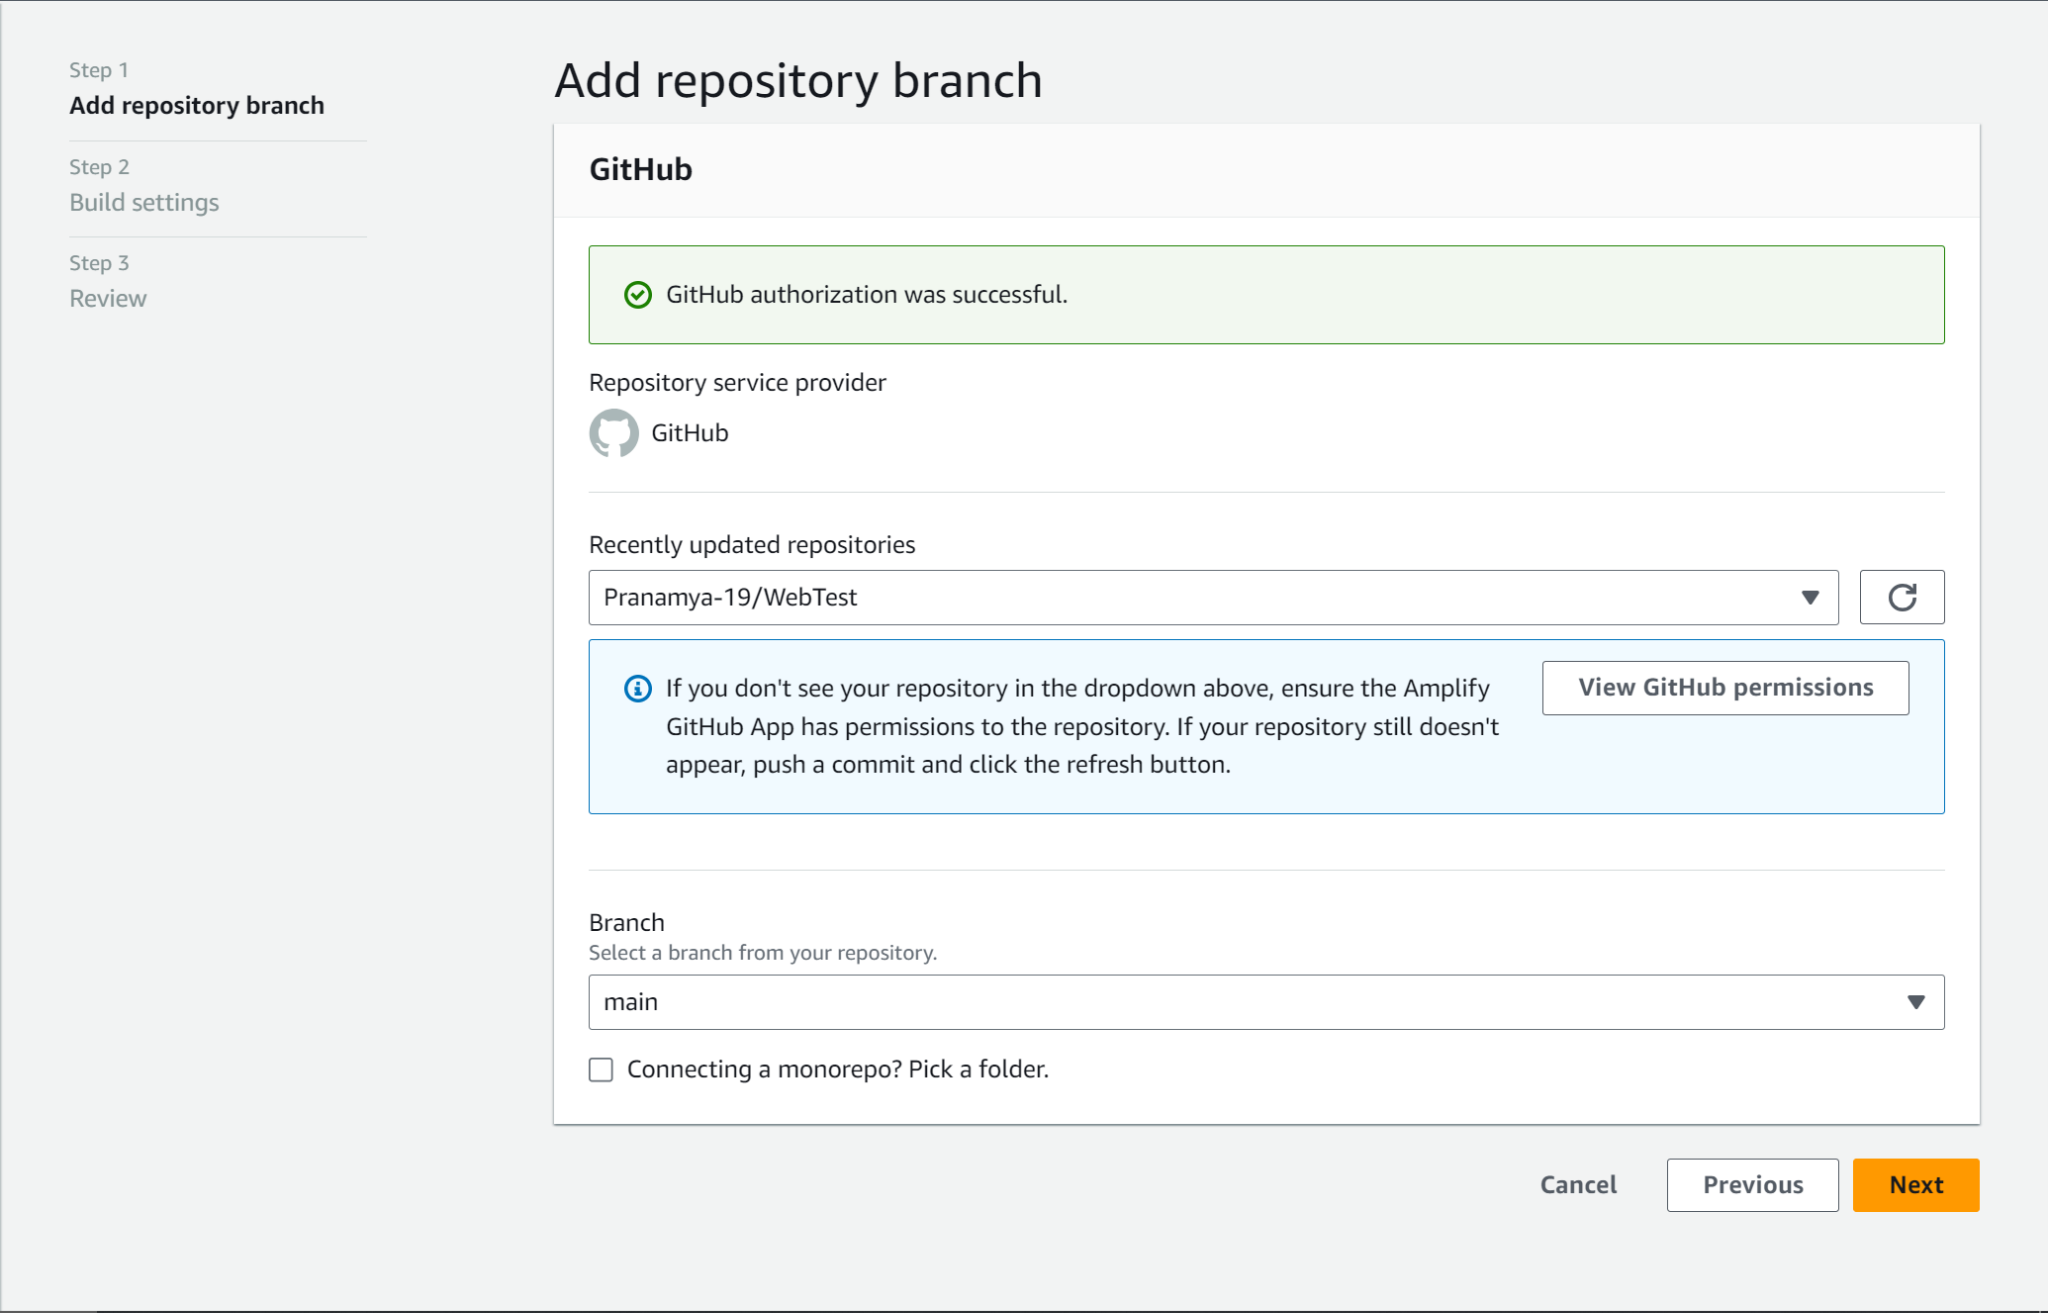 Step 1
Add repository branch
Step 2
Build settings
Step 3
Review
Add repository branch
GitHub
GitHub authorization was successful.
Repository service provider
GitHub
Recently updated repositories
Pranamya-19/WebTest
If you don't see your repository in the dropdown above, ensure the Amplify
GitHub App has permissions to the repository. If your repository still doesn't
appear, push a commit and click the refresh button.
View GitHub permissions
Branch
Select a branch from your repository.
main
Connecting a monorepo? Pick a folder.
Cancel
Previous
Next